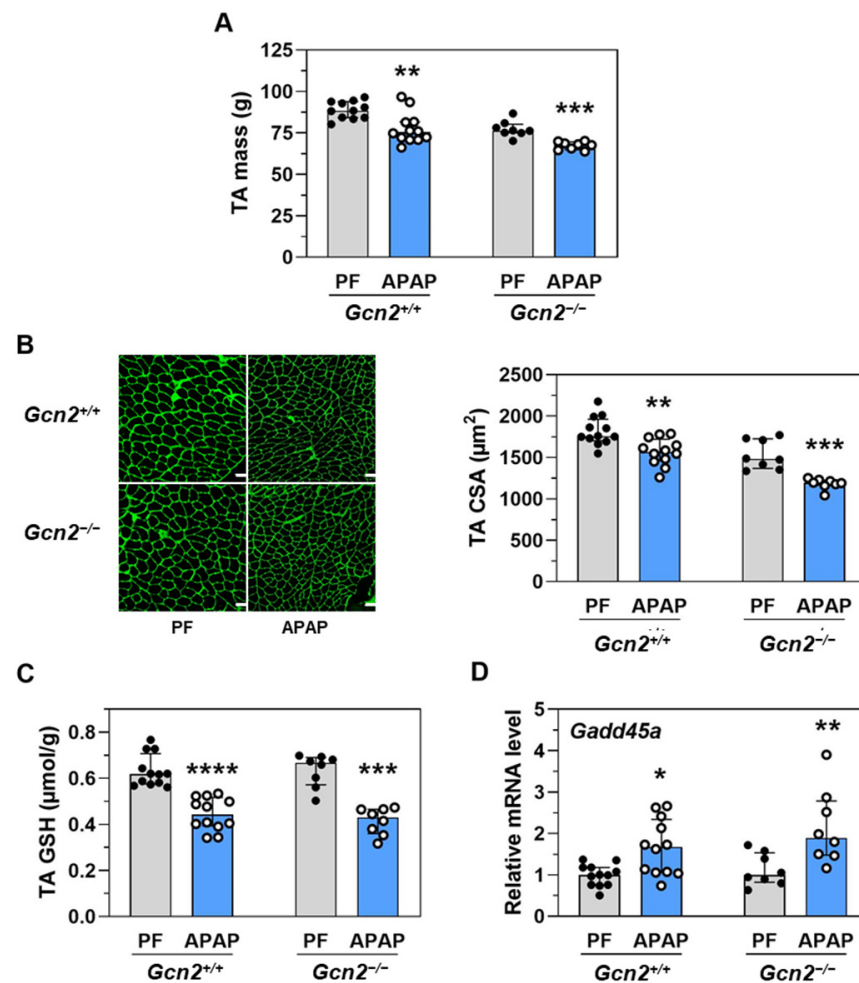 A
TA mass (g)
125
100
75
50
25
0
**
***
PF APAP PF APAP
Gcn2+/+ Gcn2−/−
B
Gcn2+/+
Gcn2−/−
PF APAP
TA CSA (µm2)
2500
2000
1500
1000
500
0
**
***
PF APAP PF APAP
Gcn2+/+ Gcn2−/−
C
TA GSH (µmol/g)
0.8
0.6
0.4
0.2
0.0
****
***
PF APAP PF APAP
Gcn2+/+ Gcn2−/−
D
Relative mRNA level
5
4
3
2
1
0
Gadd45a
*
**
PF APAP PF APAP
Gcn2+/+ Gcn2−/−